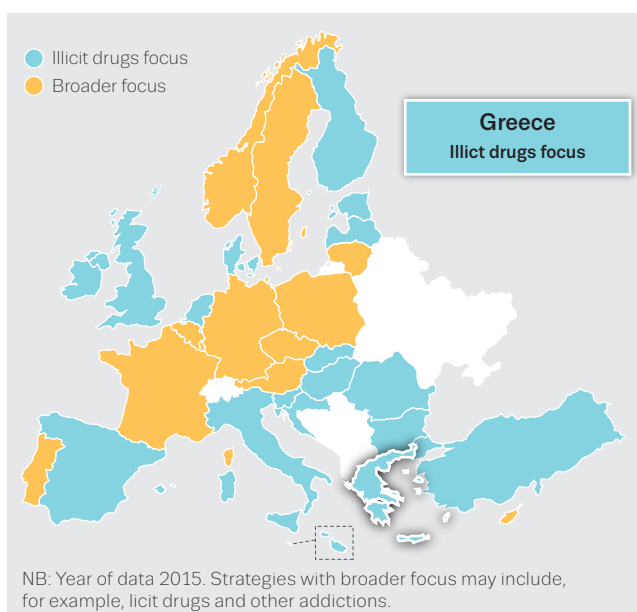 Illicit drugs focus
Broader focus
Greece
Illict drugs focus
NB: Year of data 2015. Strategies with broader focus may include,
for example, licit drugs and other addictions.